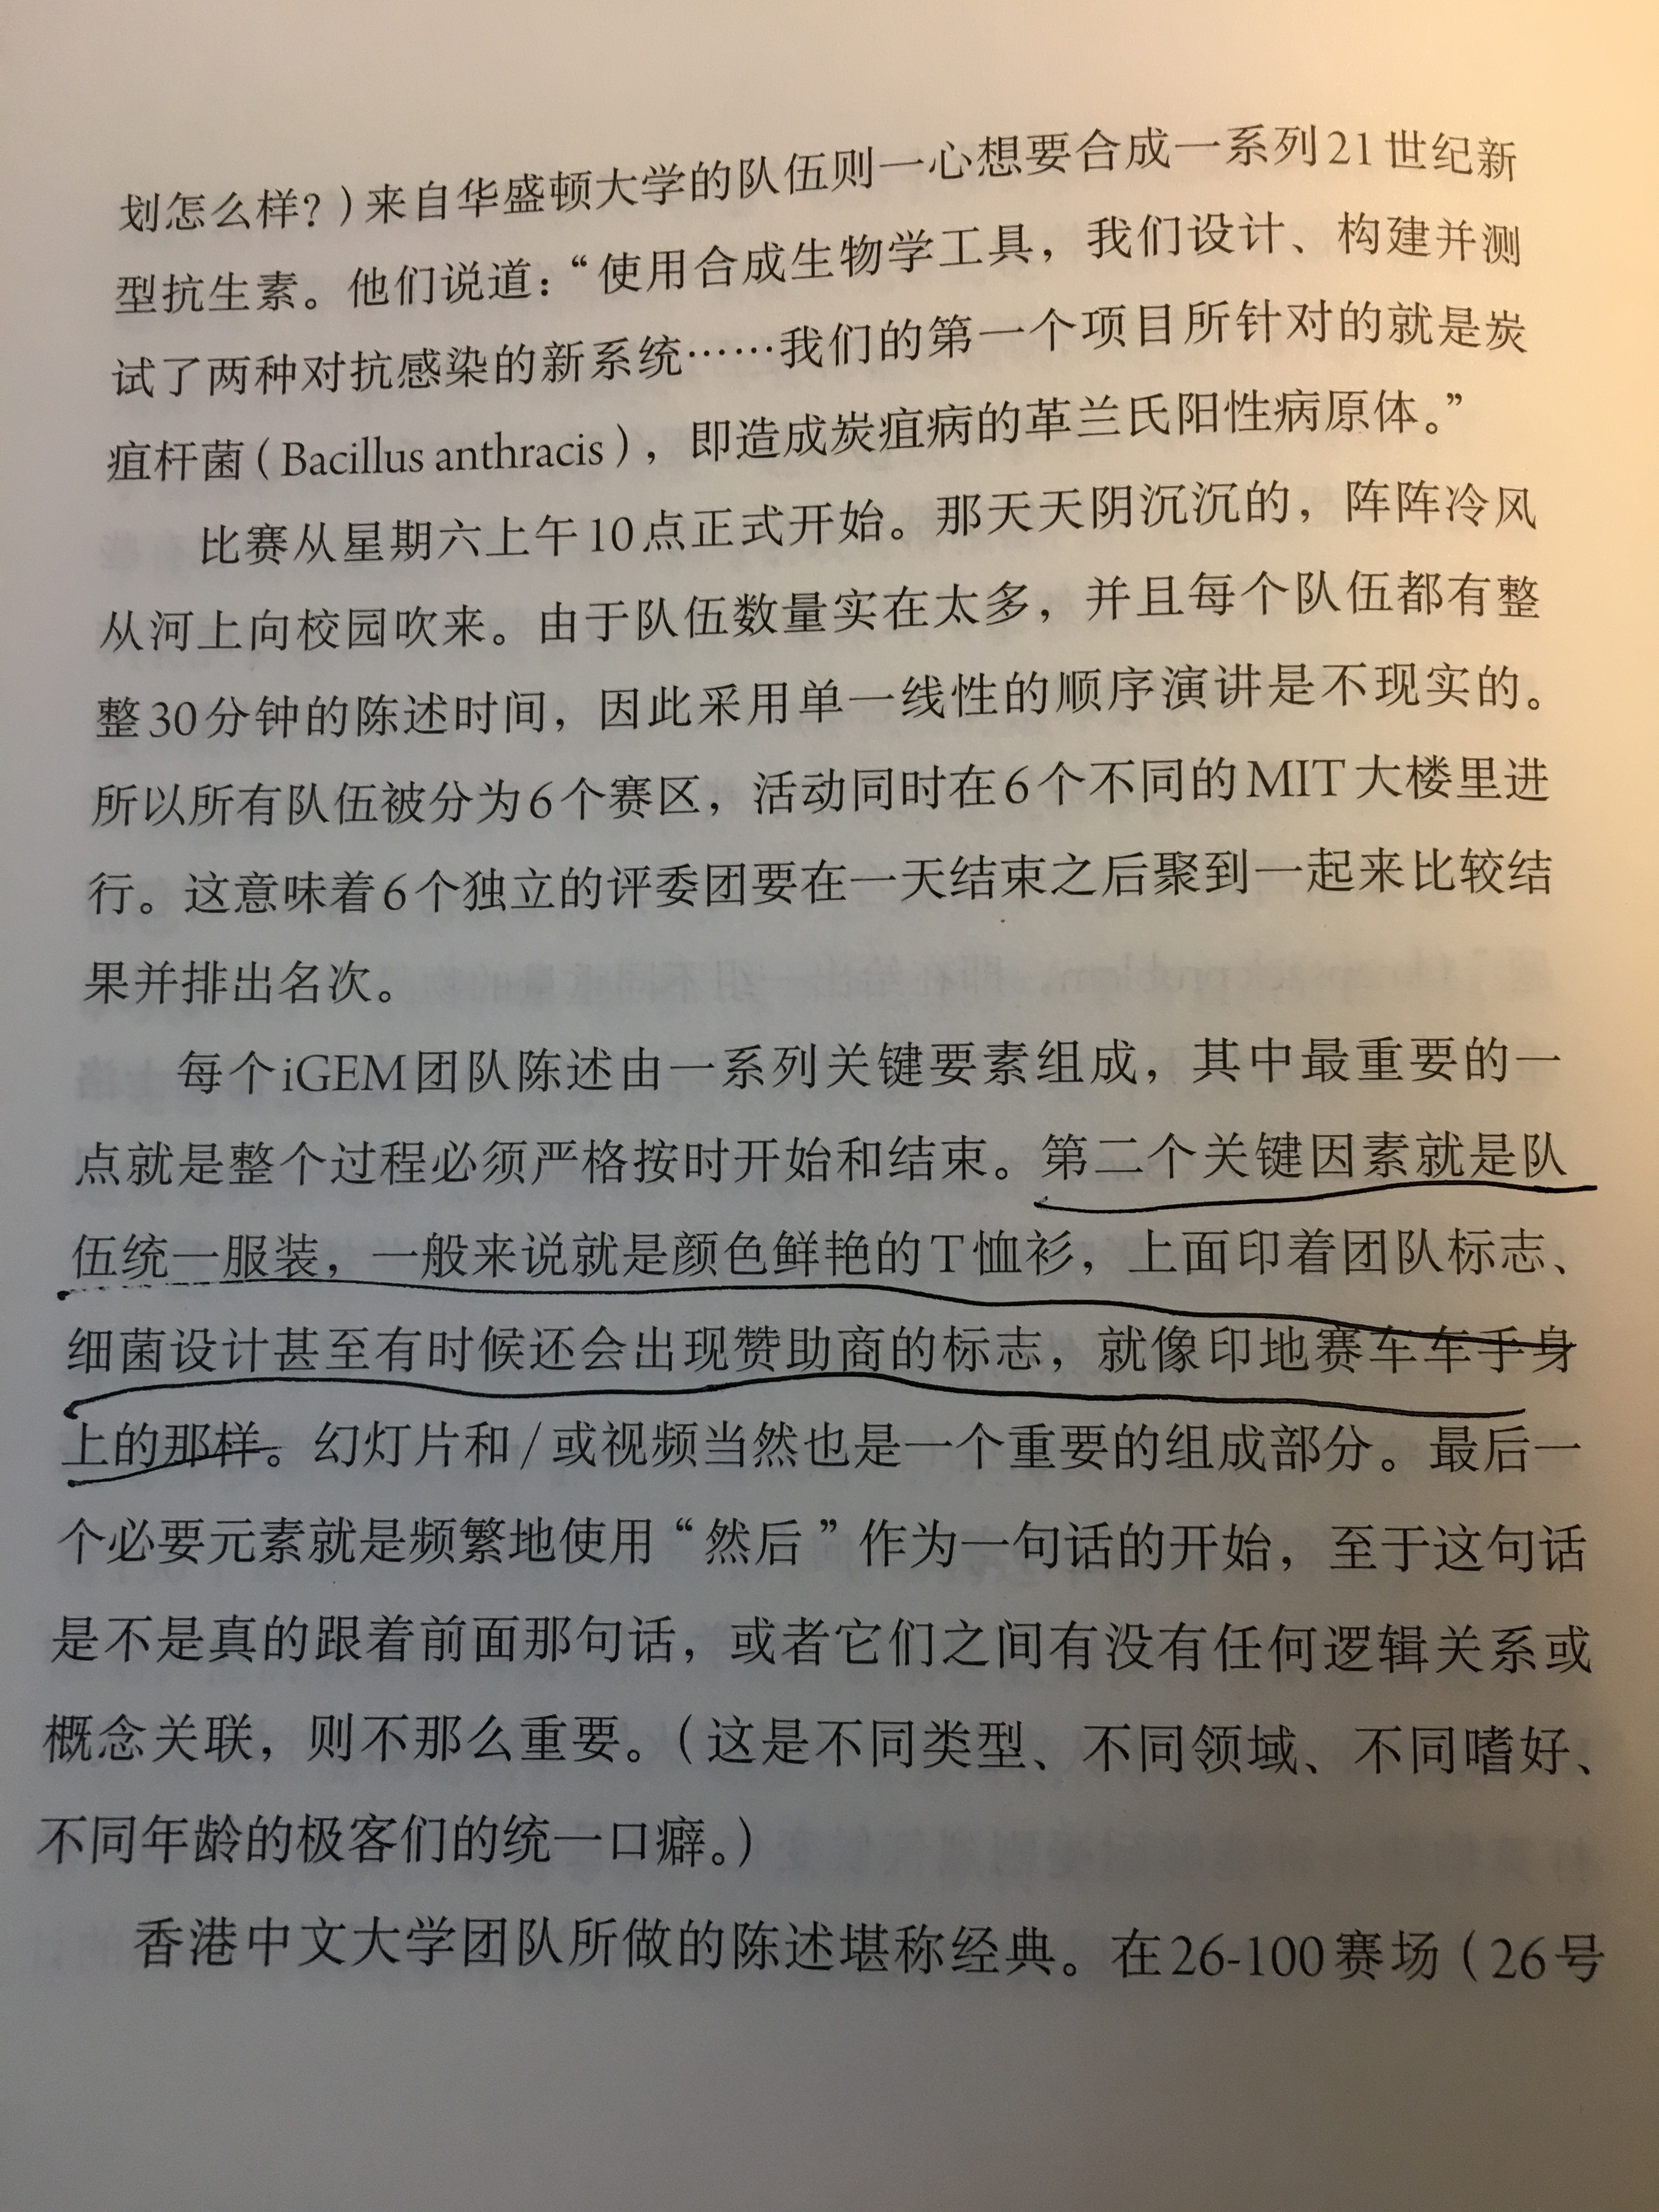 划怎么样？）来自华盛顿大学的队伍则一心想要合成一系列21世纪新
型抗生素。他们说道：“使用合成生物学工具，我们设计、构建并测
试了两种对抗感染的新系统……我们的第一个项目所针对的就是炭
疽杆菌（Bacillus anthracis），即造成炭疽病的革兰氏阳性病原体。”
比赛从星期六上午10点正式开始。那天天阴沉沉的，阵阵冷风
从河上向校园吹来。由于队伍数量实在太多，并且每个队伍都有整
整30分钟的陈述时间，因此采用单一线性的顺序演讲是不现实的。
所以所有队伍被分为6个赛区，活动同时在6个不同的MIT大楼里进
行。这意味着6个独立的评委团要在一天结束之后聚到一起来比较结
果并排出名次。
每个iGEM团队陈述由一系列关键要素组成，其中最重要的一
点就是整个过程必须严格按时开始和结束。第二个关键因素就是队
伍统一服装，一般来说就是颜色鲜艳的T恤衫，上面印着团队标志、
细菌设计甚至有时候还会出现赞助商的标志，就像印地赛车车手身
上的那样。幻灯片和/或视频当然也是一个重要的组成部分。最后一
个必要元素就是频繁地使用“然后”作为一句话的开始，至于这句话
是不是真的跟着前面那句话，或者它们之间有没有任何逻辑关系或
概念关联，则不那么重要。（这是不同类型、不同领域、不同嗜好、
不同年龄的极客们的统一口癖。）
香港中文大学团队所做的陈述堪称经典。在26-100赛场（26号